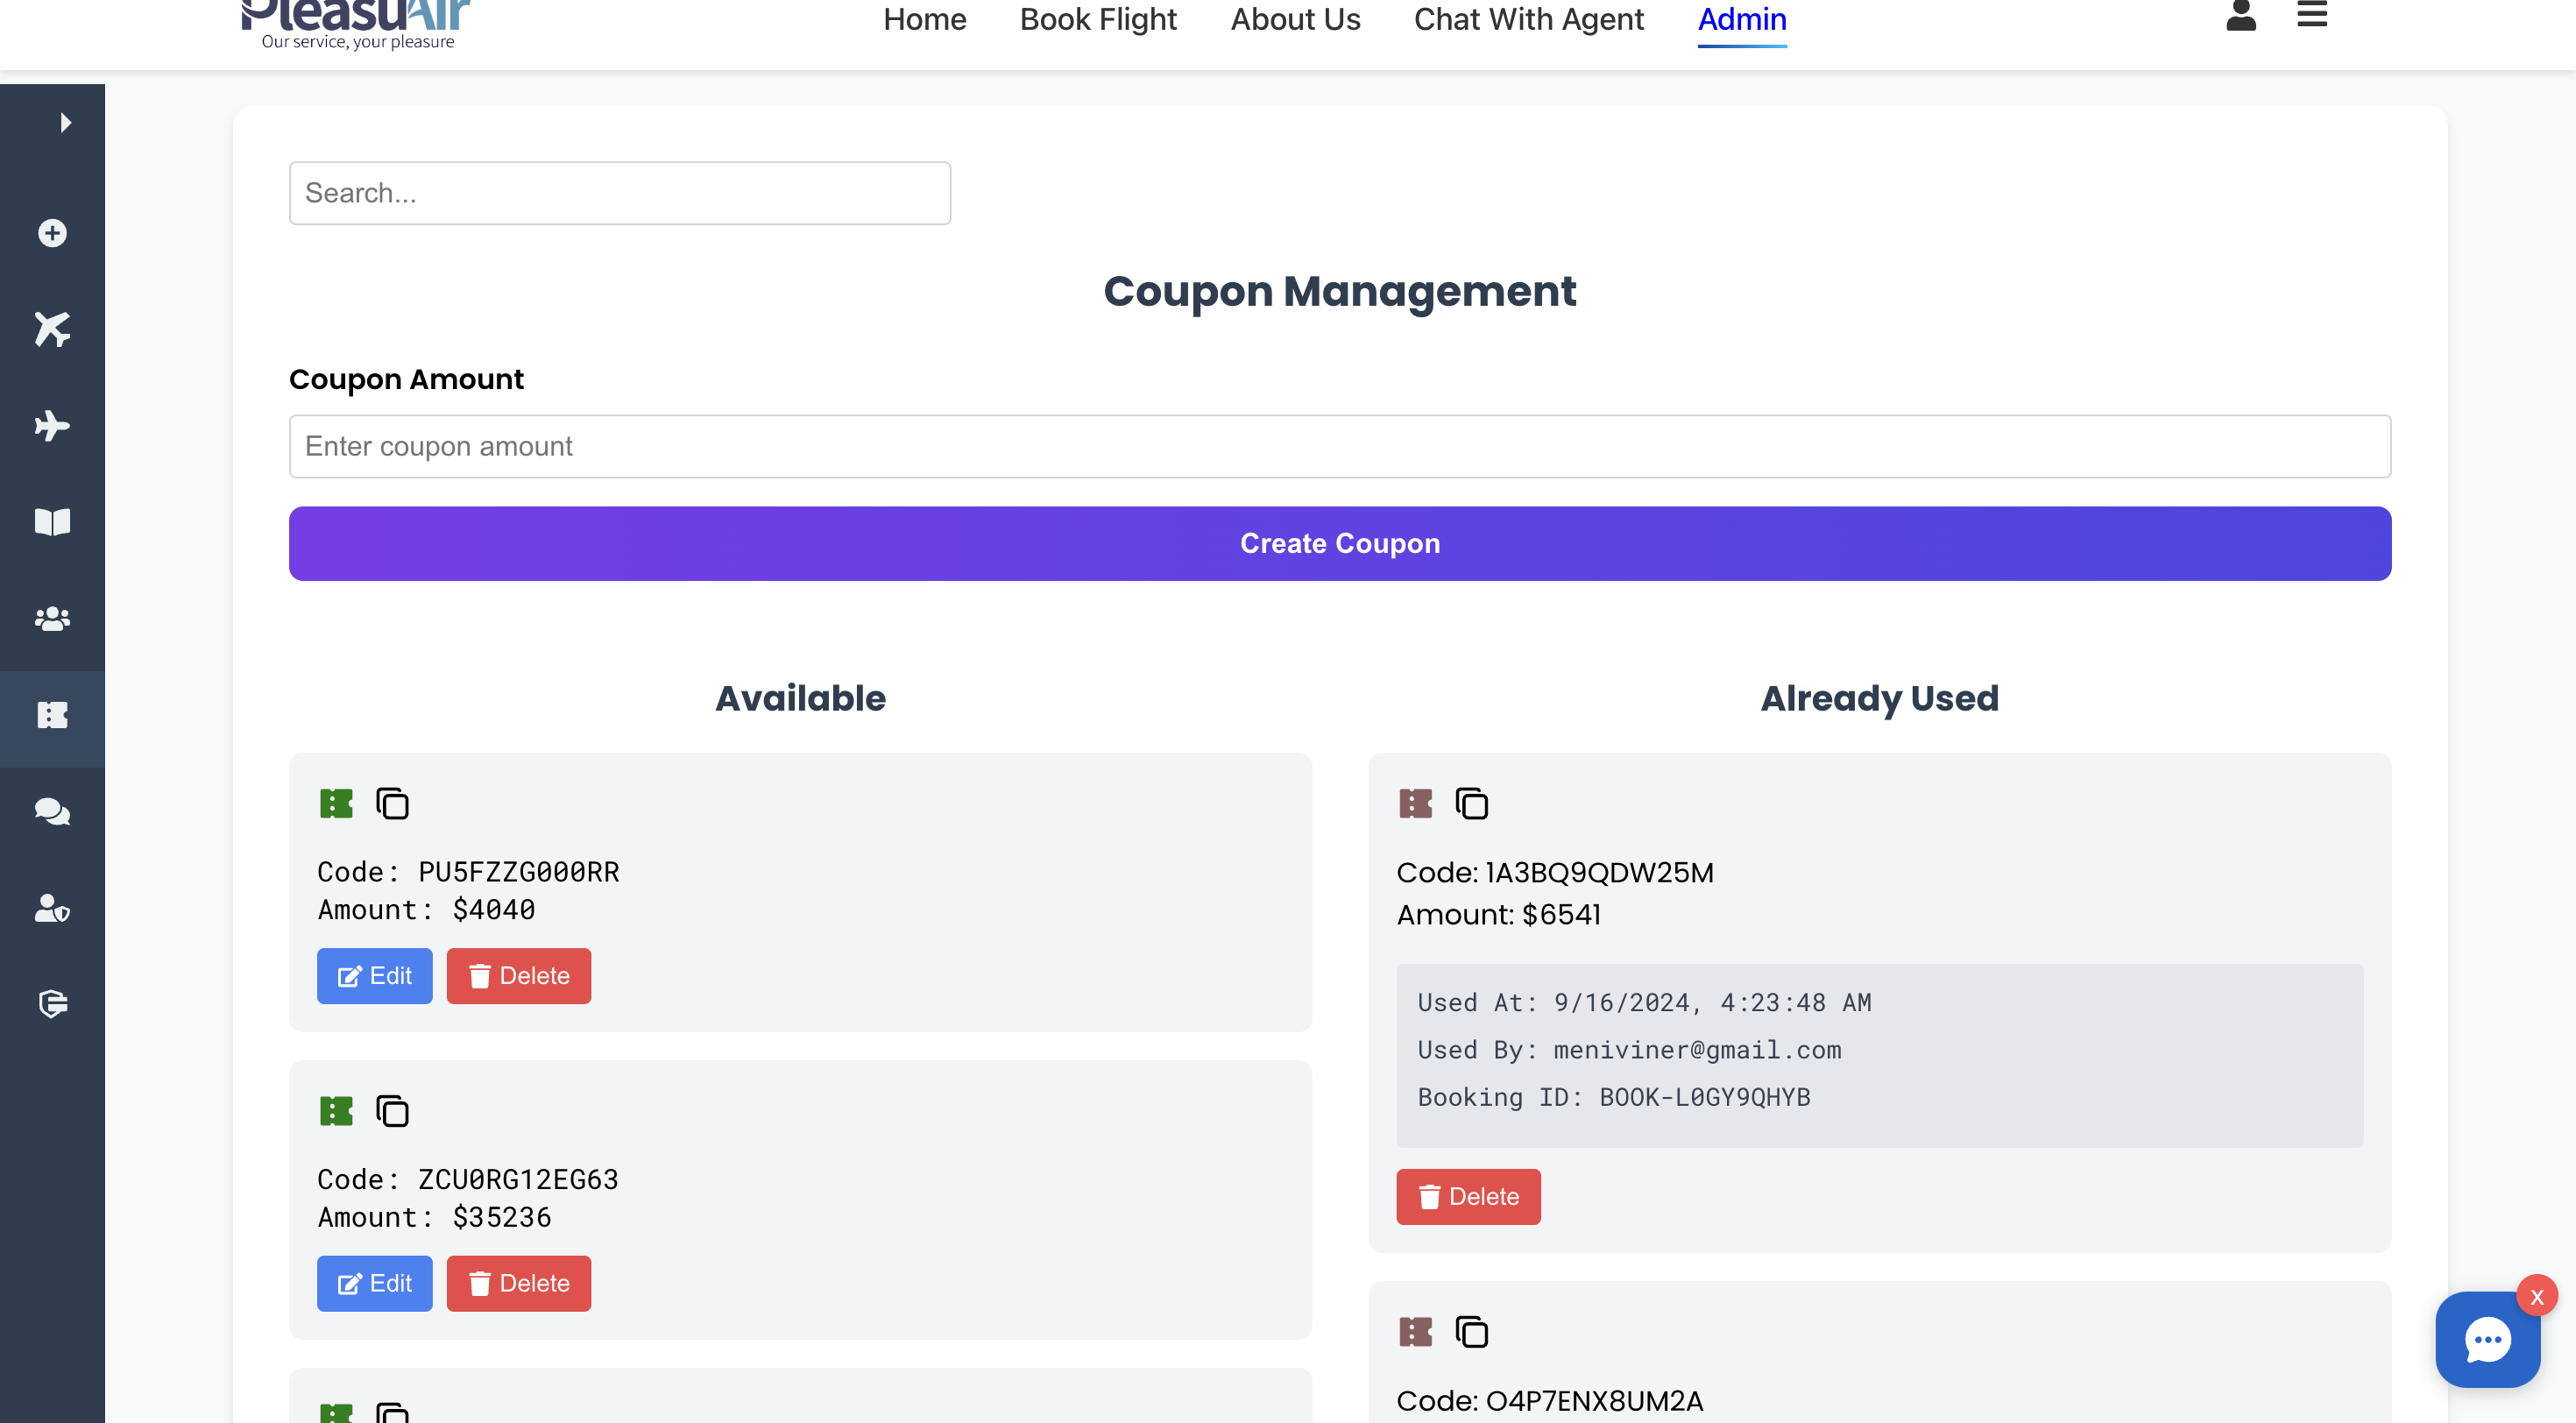 PleasuAir
Our service, your pleasure
Home
Book Flight
About Us
Chat With Agent
Admin
Search...
Coupon Management
Coupon Amount
Enter coupon amount
Create Coupon
Available
Code: PU5FZZG000RR
Amount: $4040
Edit
Delete
Code: ZCU0RG12EG63
Amount: $35236
Edit
Delete
Already Used
Code: 1A3BQ9QDW25M
Amount: $6541
Used At: 9/16/2024, 4:23:48 AM
Used By: meniviner@gmail.com
Booking ID: BOOK-L0GY9QHYB
Delete
Code: O4P7ENX8UM2A
X